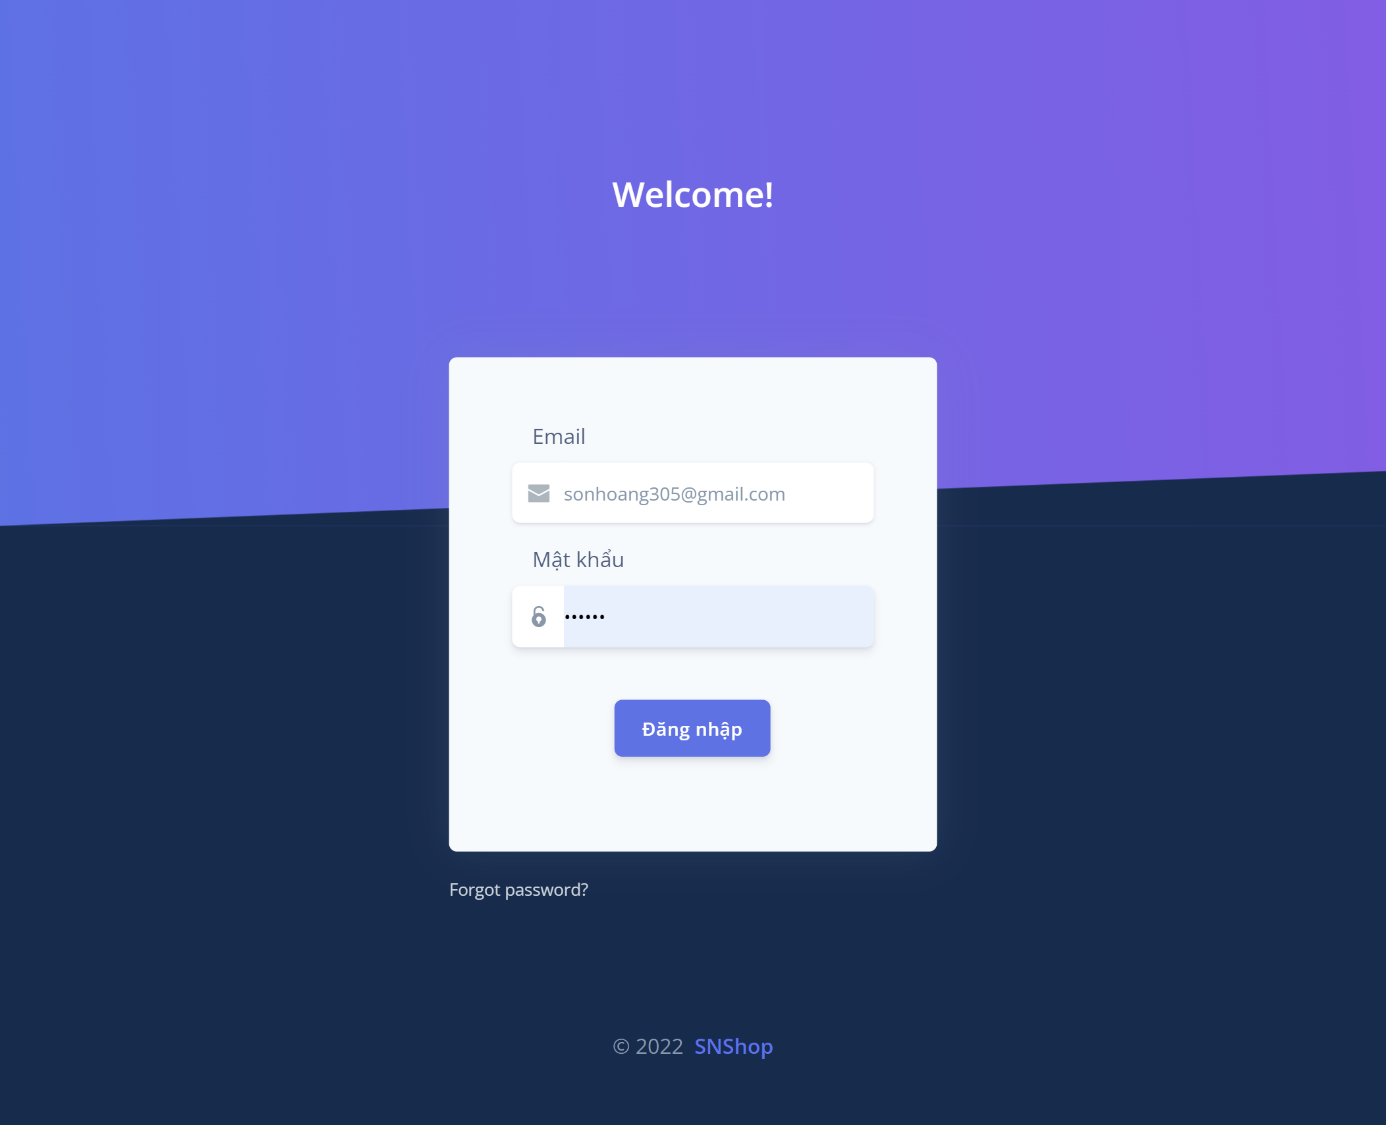 Welcome!
Email
sonhoang305@gmail.com
Mật khẩu
••••••
Đăng nhập
Forgot password?
© 2022 SNShop